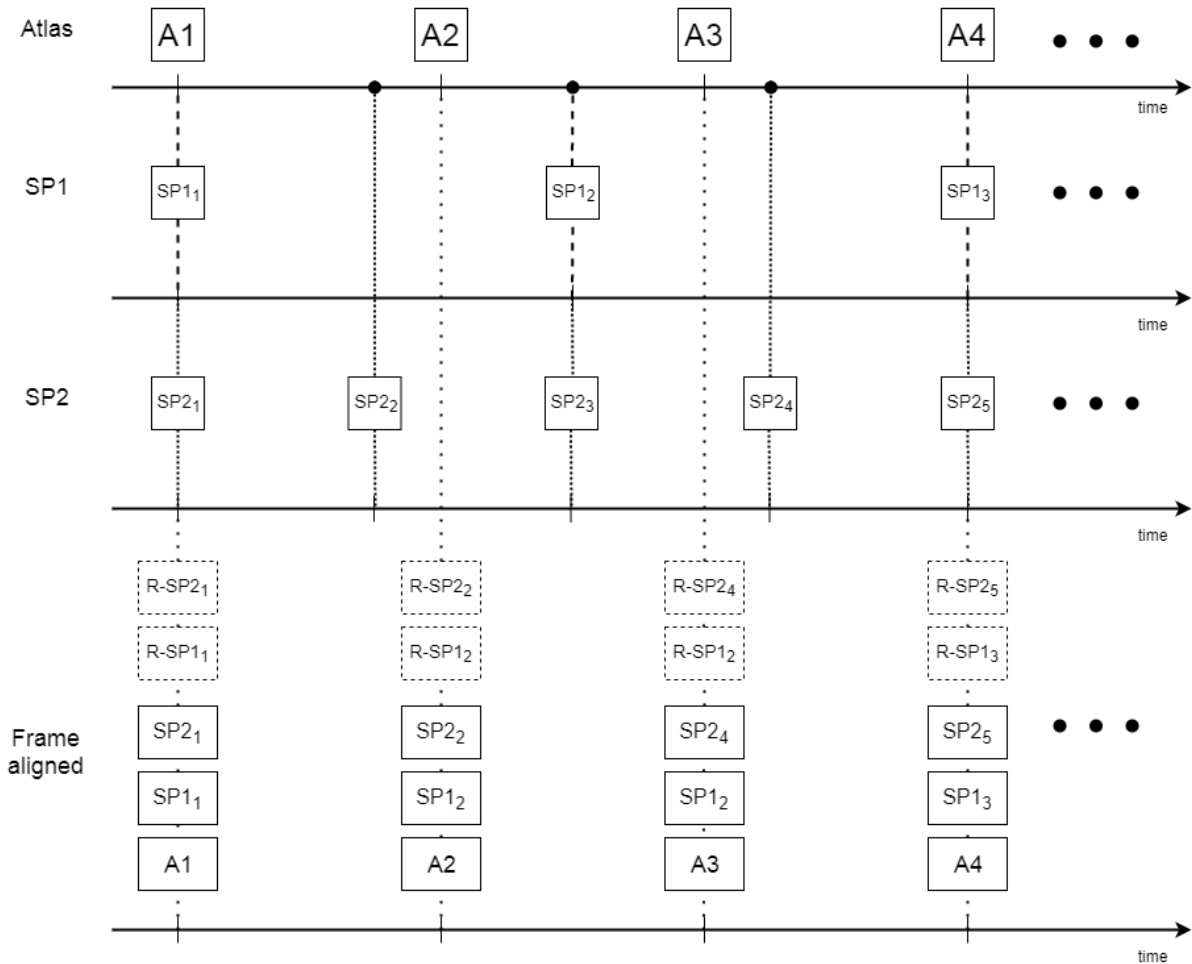 Atlas
A1 A2 A3 A4
time
SP1
SP1₁ SP1₂ SP1₃
time
SP2
SP2₁ SP2₂ SP2₃ SP2₄ SP2₅
time
R-SP2₁ R-SP2₂ R-SP2₄ R-SP2₅
R-SP1₁ R-SP1₂ R-SP1₂ R-SP1₃
Frame
aligned
SP2₁ SP2₂ SP2₄ SP2₅
SP1₁ SP1₂ SP1₂ SP1₃
A1 A2 A3 A4
time